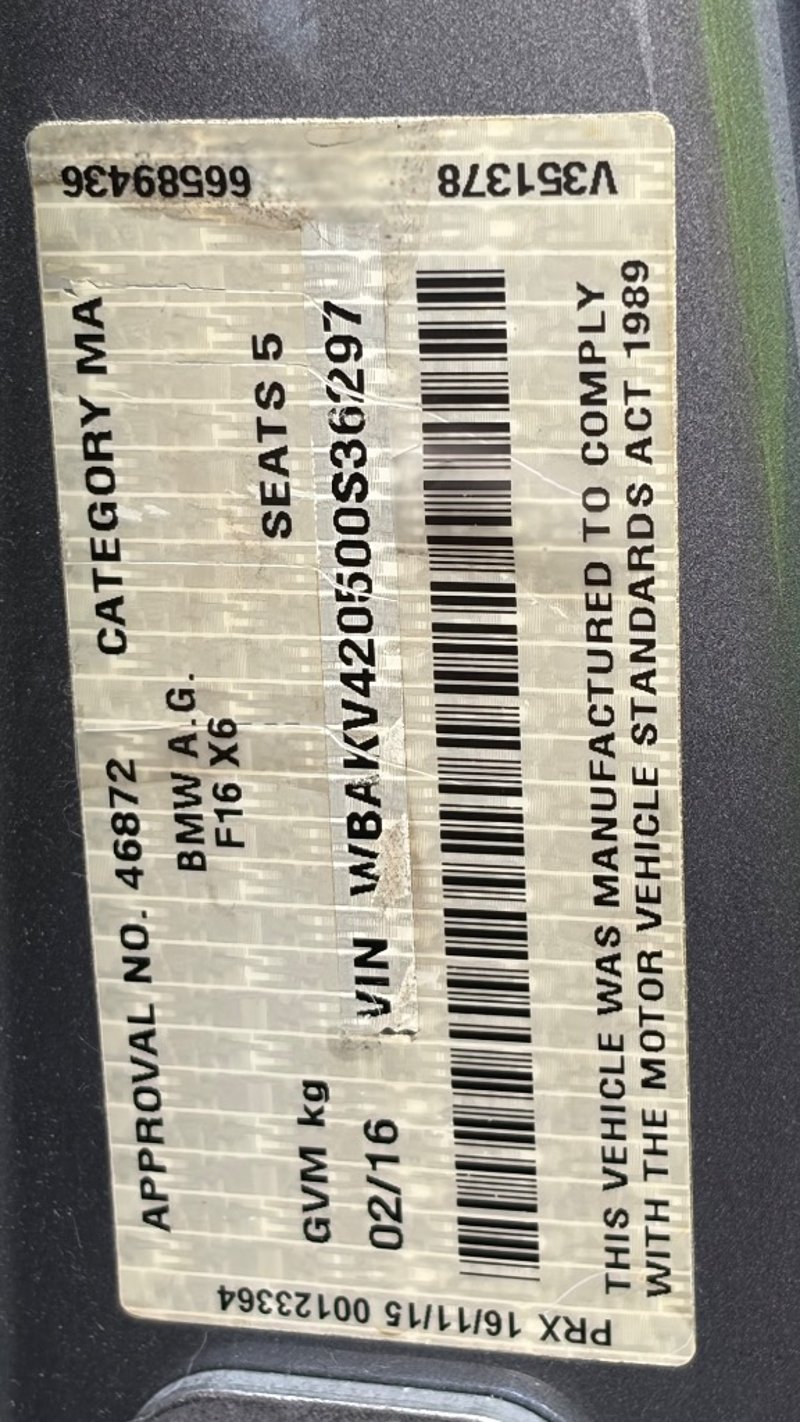 APPROVAL NO. 46872 CATEGORY MA
BMW A.G.
F16 X6
GVM kg SEATS 5
02/16 VIN WBAKV420500S36297
THIS VEHICLE WAS MANUFACTURED TO COMPLY
WITH THE MOTOR VEHICLE STANDARDS ACT 1989
PRX 16/11/15 00123364
66589436
V351378